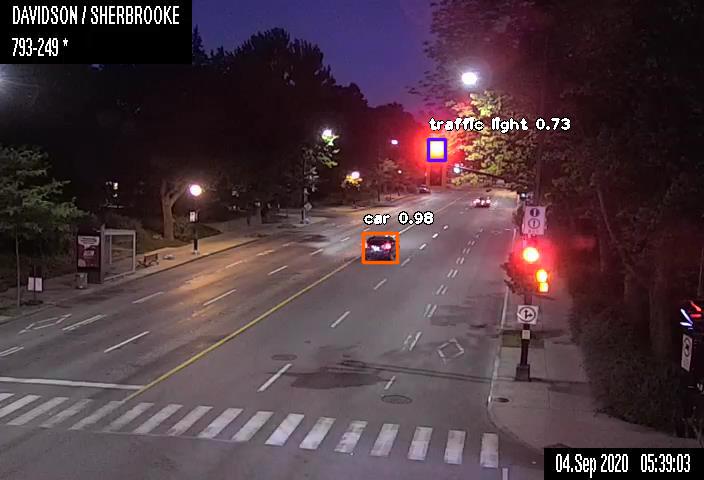 DAVIDSON / SHERBROOKE
793-249 *
traffic light 0.73
car 0.98
04.Sep 2020 05:39:03